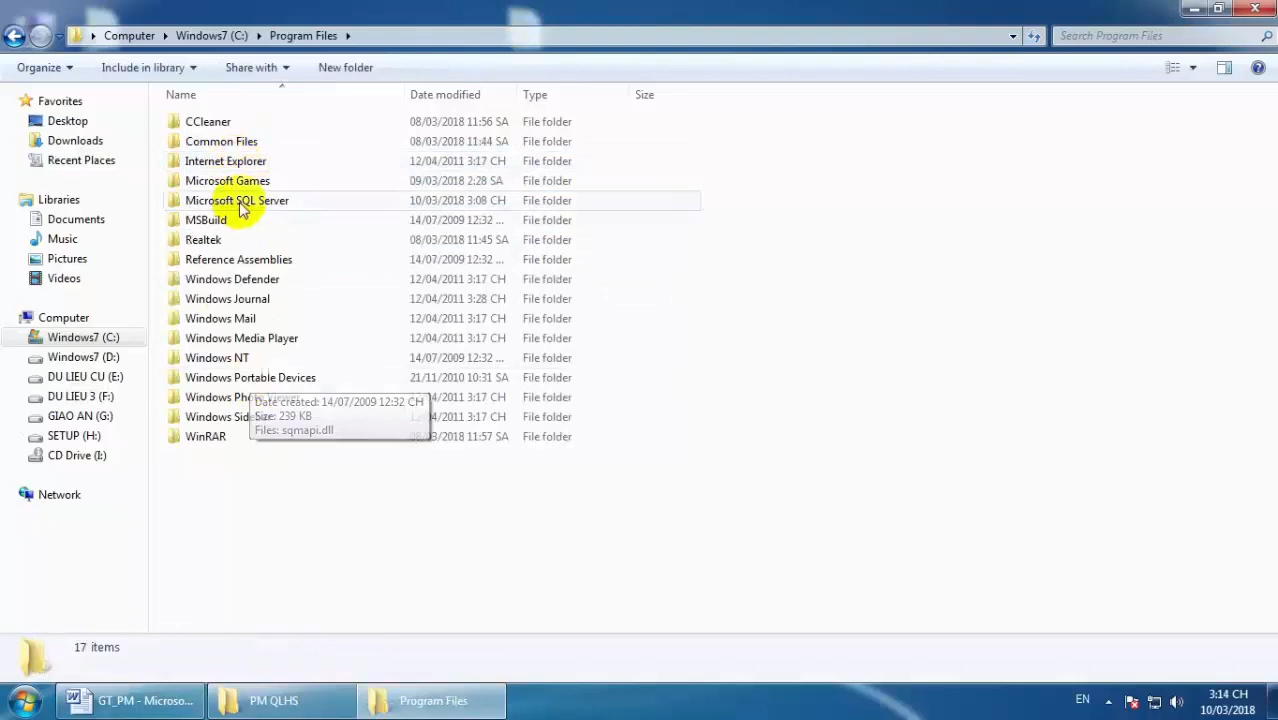 Computer
Windows7 (C:)
Program Files
Search Program Files
Organize
Include in library
Share with
New folder
Name
Date modified
Type
Size
Favorites
Desktop
Downloads
Recent Places
Libraries
Documents
Music
Pictures
Videos
Computer
Windows7 (C:)
Windows7 (D:)
DU LIEU CU (E:)
DU LIEU 3 (F:)
GIAO AN (G:)
SETUP (H:)
CD Drive (I:)
Network
CCleaner 08/03/2018 11:56 SA File folder
Common Files 08/03/2018 11:44 SA File folder
Internet Explorer 12/04/2011 3:17 CH File folder
Microsoft Games 09/03/2018 2:28 SA File folder
Microsoft SQL Server 10/03/2018 3:08 CH File folder
MSBuild 14/07/2009 12:32 ... File folder
Realtek 08/03/2018 11:45 SA File folder
Reference Assemblies 14/07/2009 12:32 ... File folder
Windows Defender 12/04/2011 3:17 CH File folder
Windows Journal 12/04/2011 3:28 CH File folder
Windows Mail 12/04/2011 3:17 CH File folder
Windows Media Player 12/04/2011 3:17 CH File folder
Windows NT 14/07/2009 12:32 ... File folder
Windows Portable Devices 21/11/2010 10:31 SA File folder
Windows Photo Viewer 12/04/2011 3:17 CH File folder
Windows 12/04/2011 3:17 CH File folder
WinRAR 08/03/2018 11:57 SA File folder
Date created: 14/07/2009 12:32 CH
Size: 239 KB
Files: sqmapi.dll
17 items
GT_PM - Microso...
PM QLHS
Program Files
EN
3:14 CH
10/03/2018